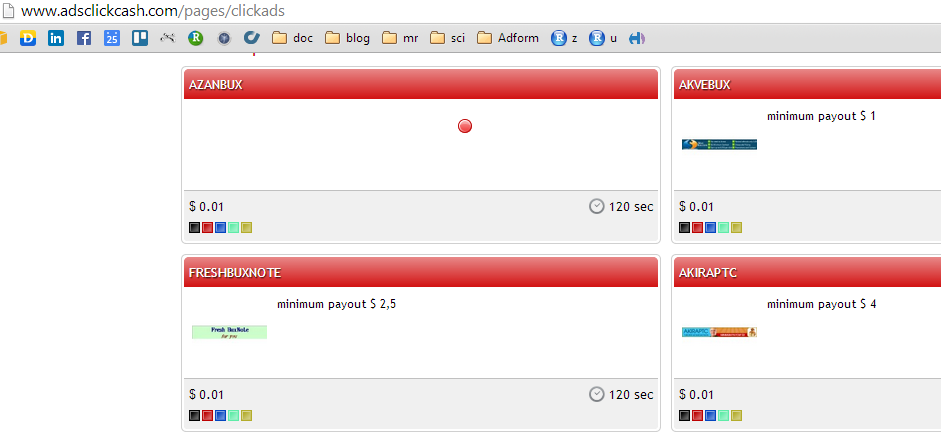 www.adsclickcash.com/pages/clickads
25 doc blog mr sci Adform R z R u
AZANBUX
$ 0.01 120 sec
AKVEBUX
minimum payout $ 1
$ 0.01
FRESHBUXNOTE
minimum payout $ 2,5
Fresh BuxNote
for you
$ 0.01 120 sec
AKIRAPTC
minimum payout $ 4
AKIRAPTC
$ 0.01